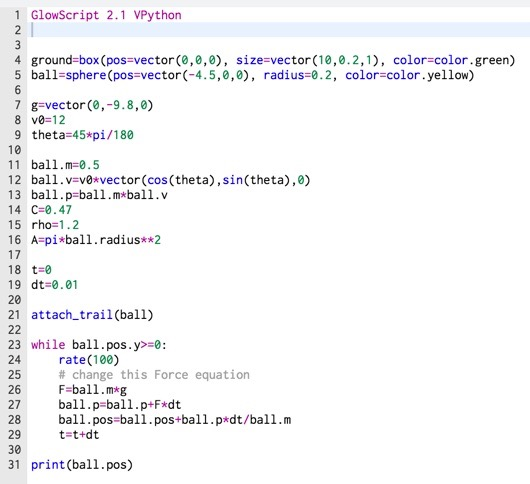 1 GlowScript 2.1 VPython
2
3
4 ground=box(pos=vector(0,0,0), size=vector(10,0.2,1), color=color.green)
5 ball=sphere(pos=vector(-4.5,0,0), radius=0.2, color=color.yellow)
6
7 g=vector(0,-9.8,0)
8 v0=12
9 theta=45*pi/180
10
11 ball.m=0.5
12 ball.v=v0*vector(cos(theta),sin(theta),0)
13 ball.p=ball.m*ball.v
14 C=0.47
15 rho=1.2
16 A=pi*ball.radius**2
17
18 t=0
19 dt=0.01
20
21 attach_trail(ball)
22
23 while ball.pos.y>=0:
24     rate(100)
25     # change this Force equation
26     F=ball.m*g
27     ball.p=ball.p+F*dt
28     ball.pos=ball.pos+ball.p*dt/ball.m
29     t=t+dt
30
31 print(ball.pos)